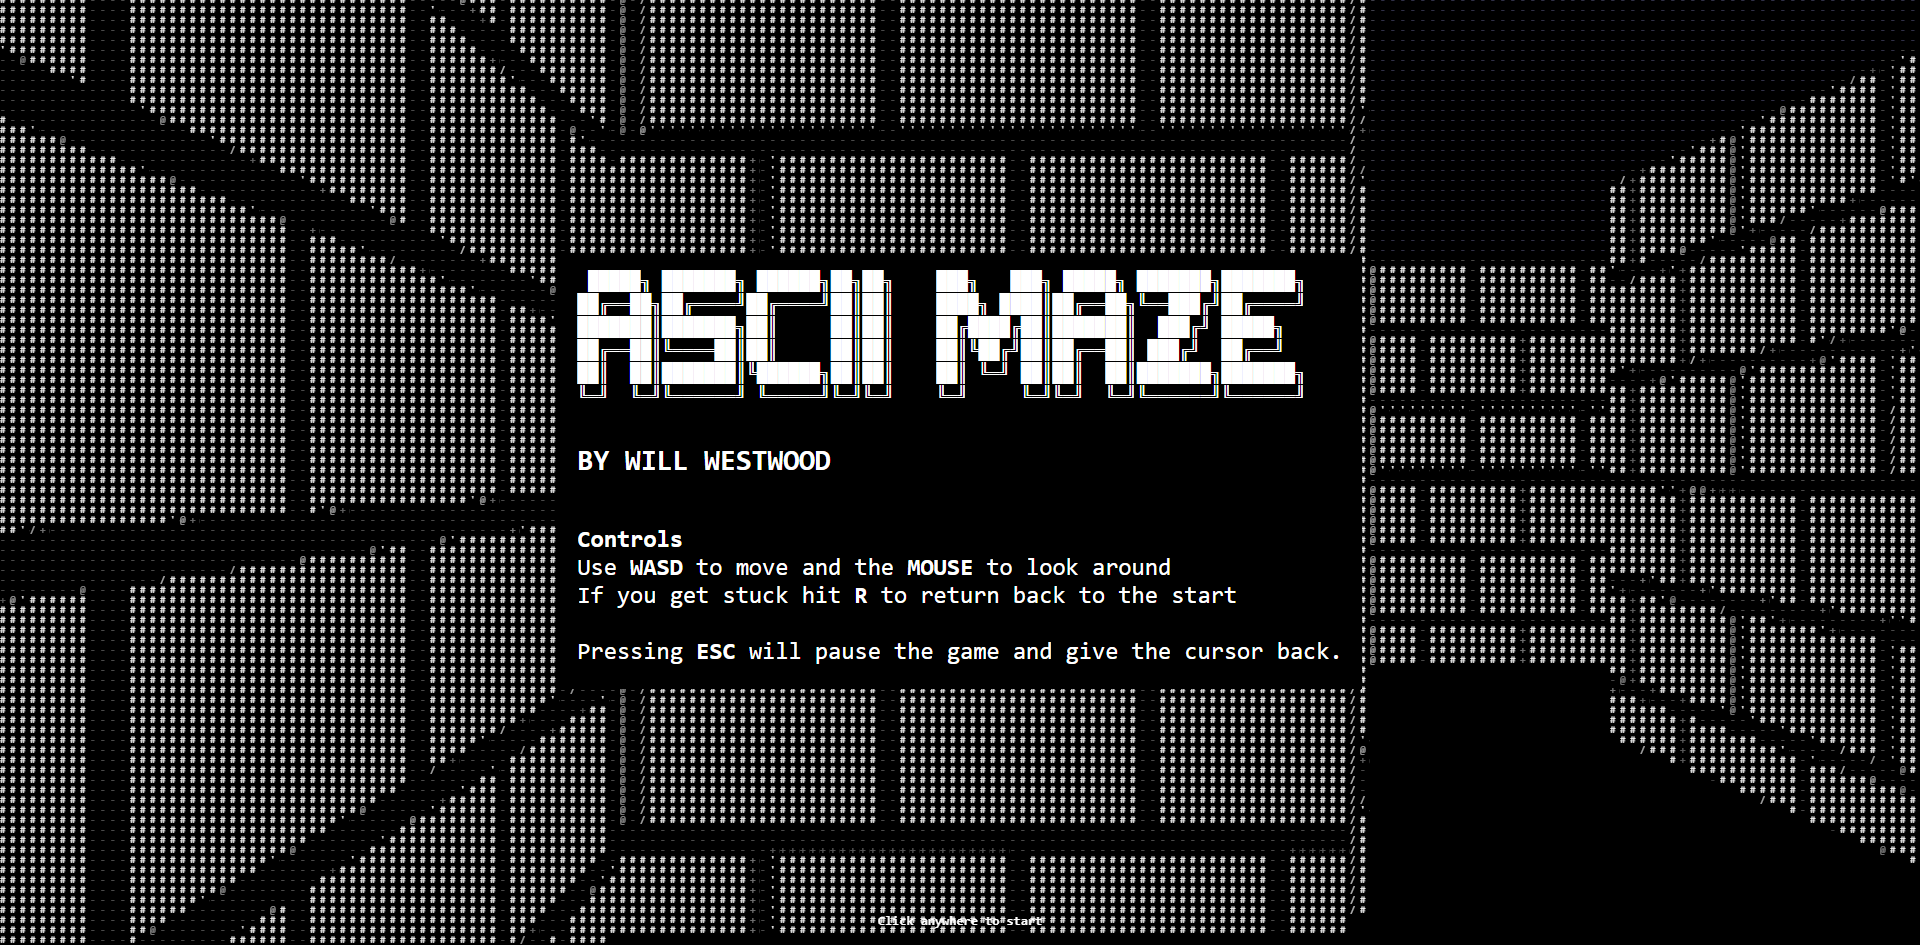 ASCII MAZE
BY WILL WESTWOOD
Controls
Use WASD to move and the MOUSE to look around
If you get stuck hit R to return back to the start
Pressing ESC will pause the game and give the cursor back.
Click anywhere to start